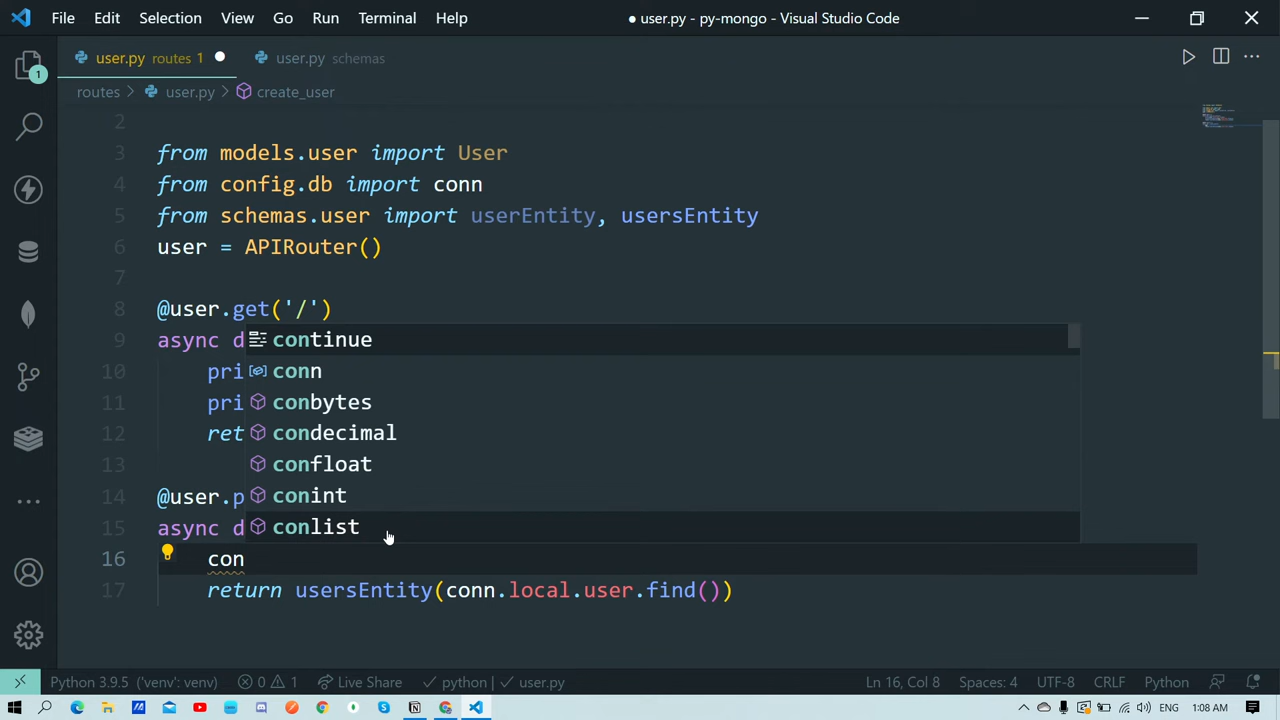 File Edit Selection View Go Run Terminal Help
● user.py - py-mongo - Visual Studio Code
user.py routes 1
user.py schemas
1
routes > user.py > create_user
2
3 from models.user import User
4 from config.db import conn
5 from schemas.user import userEntity, usersEntity
6 user = APIRouter()
7
8 @user.get('/')
9 async d
continue
10 pri
conn
11 pri
conbytes
12 ret
condecimal
13
confloat
14 @user.p
conint
15 async d
conlist
16 con
17 return usersEntity(conn.local.user.find())
Python 3.9.5 ('venv': venv) 0 1 Live Share ✓ python | ✓ user.py Ln 16, Col 8 Spaces: 4 UTF-8 CRLF Python
ENG 1:08 AM